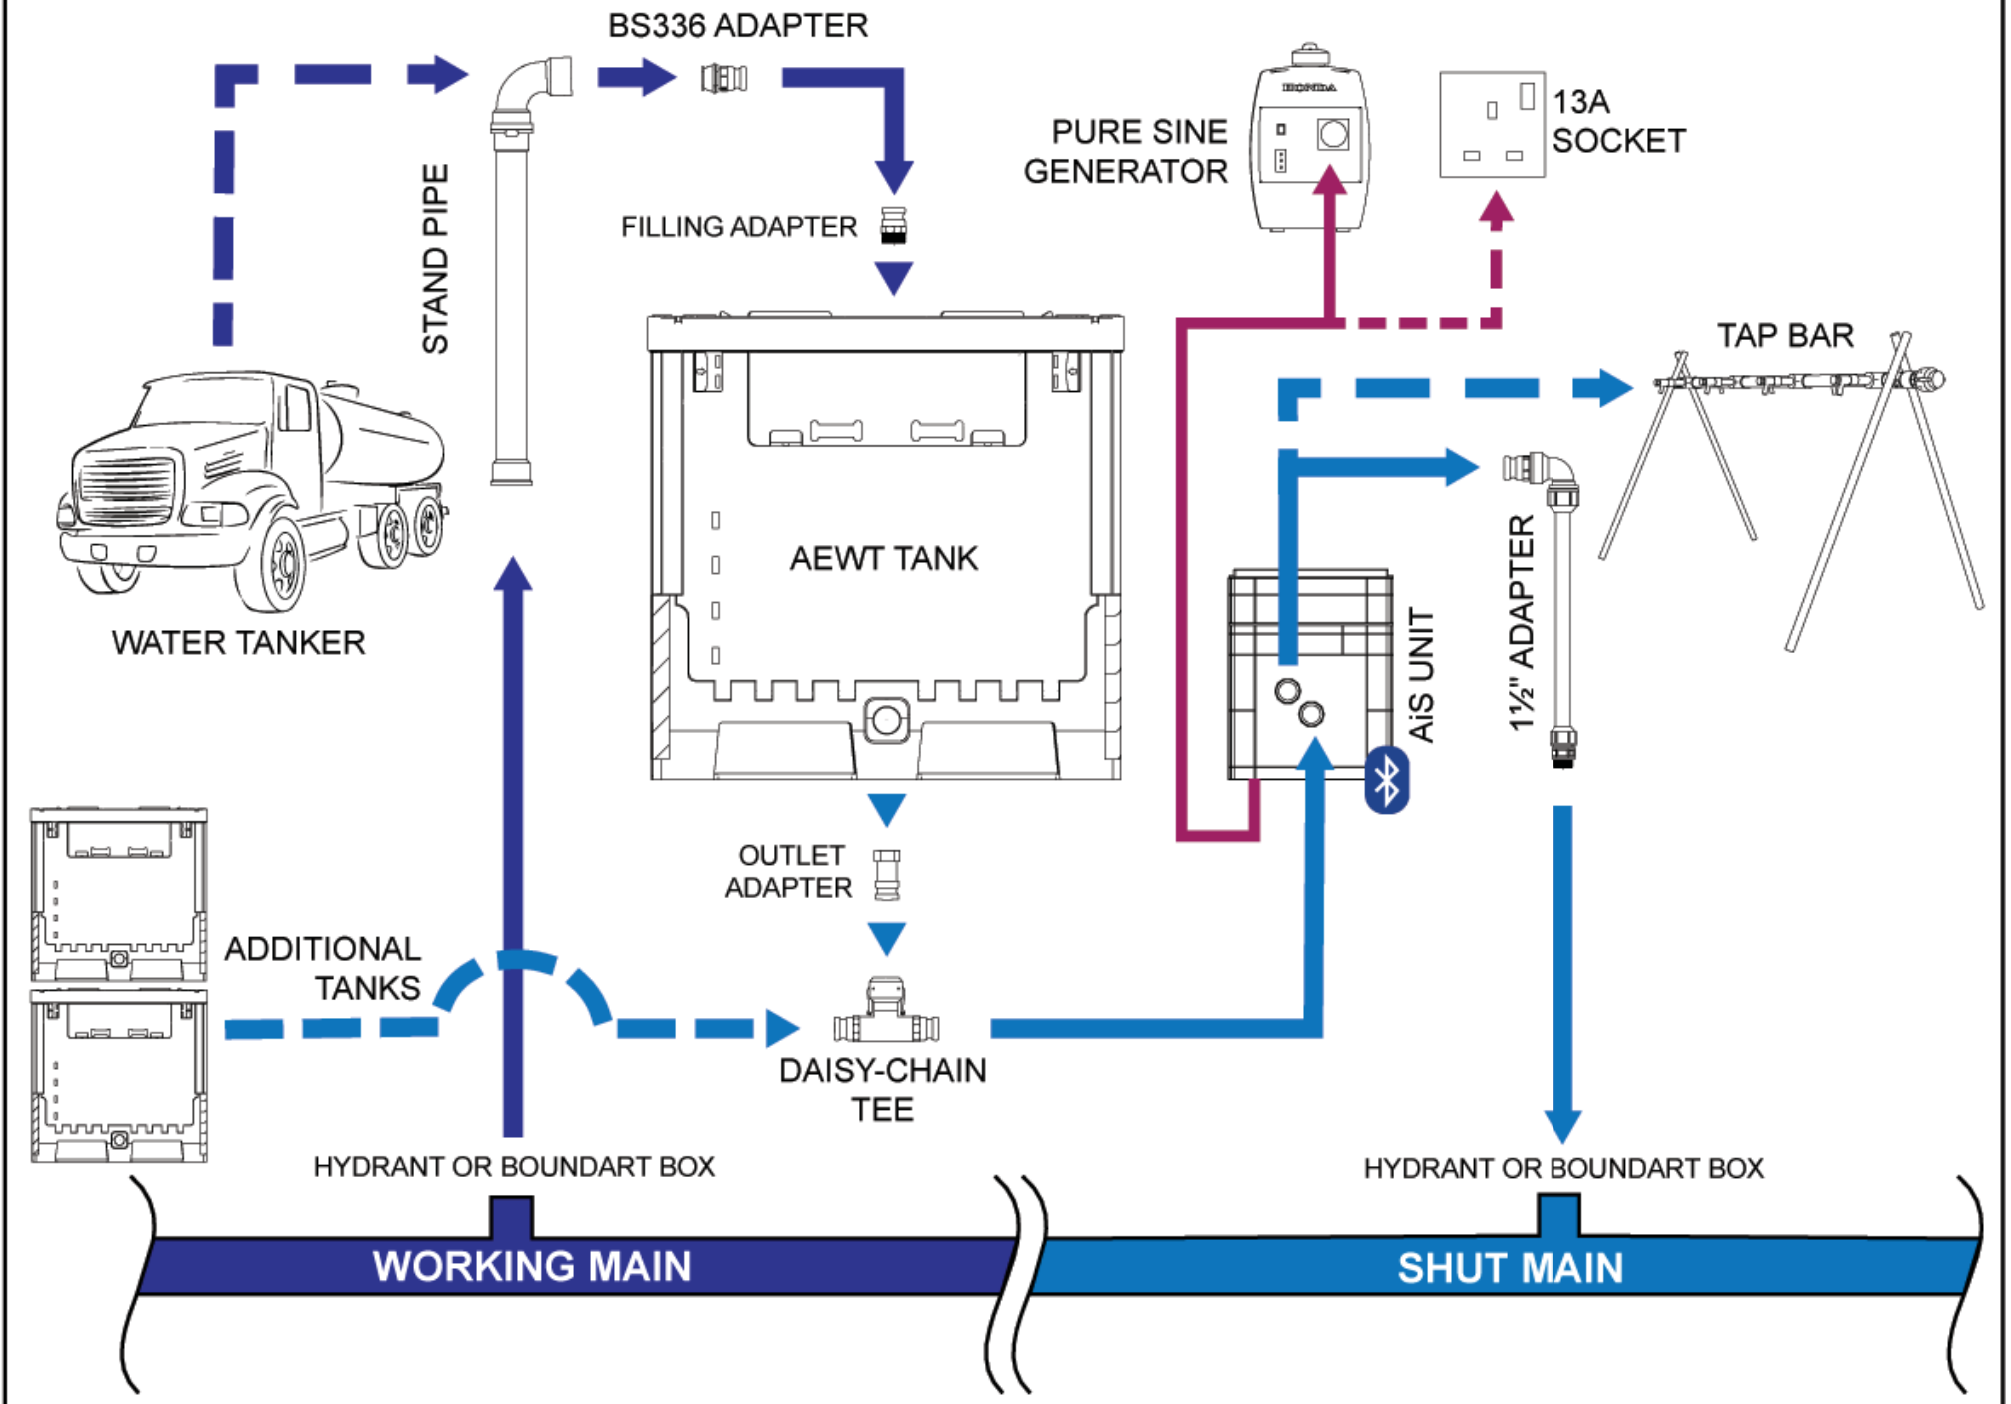 BS336 ADAPTER
HONDA
13A
SOCKET
PURE SINE
GENERATOR
STAND PIPE
FILLING ADAPTER
TAP BAR
AEWT TANK
1½" ADAPTER
AiS UNIT
WATER TANKER
OUTLET
ADAPTER
ADDITIONAL
TANKS
DAISY-CHAIN
TEE
HYDRANT OR BOUNDART BOX
HYDRANT OR BOUNDART BOX
WORKING MAIN
SHUT MAIN